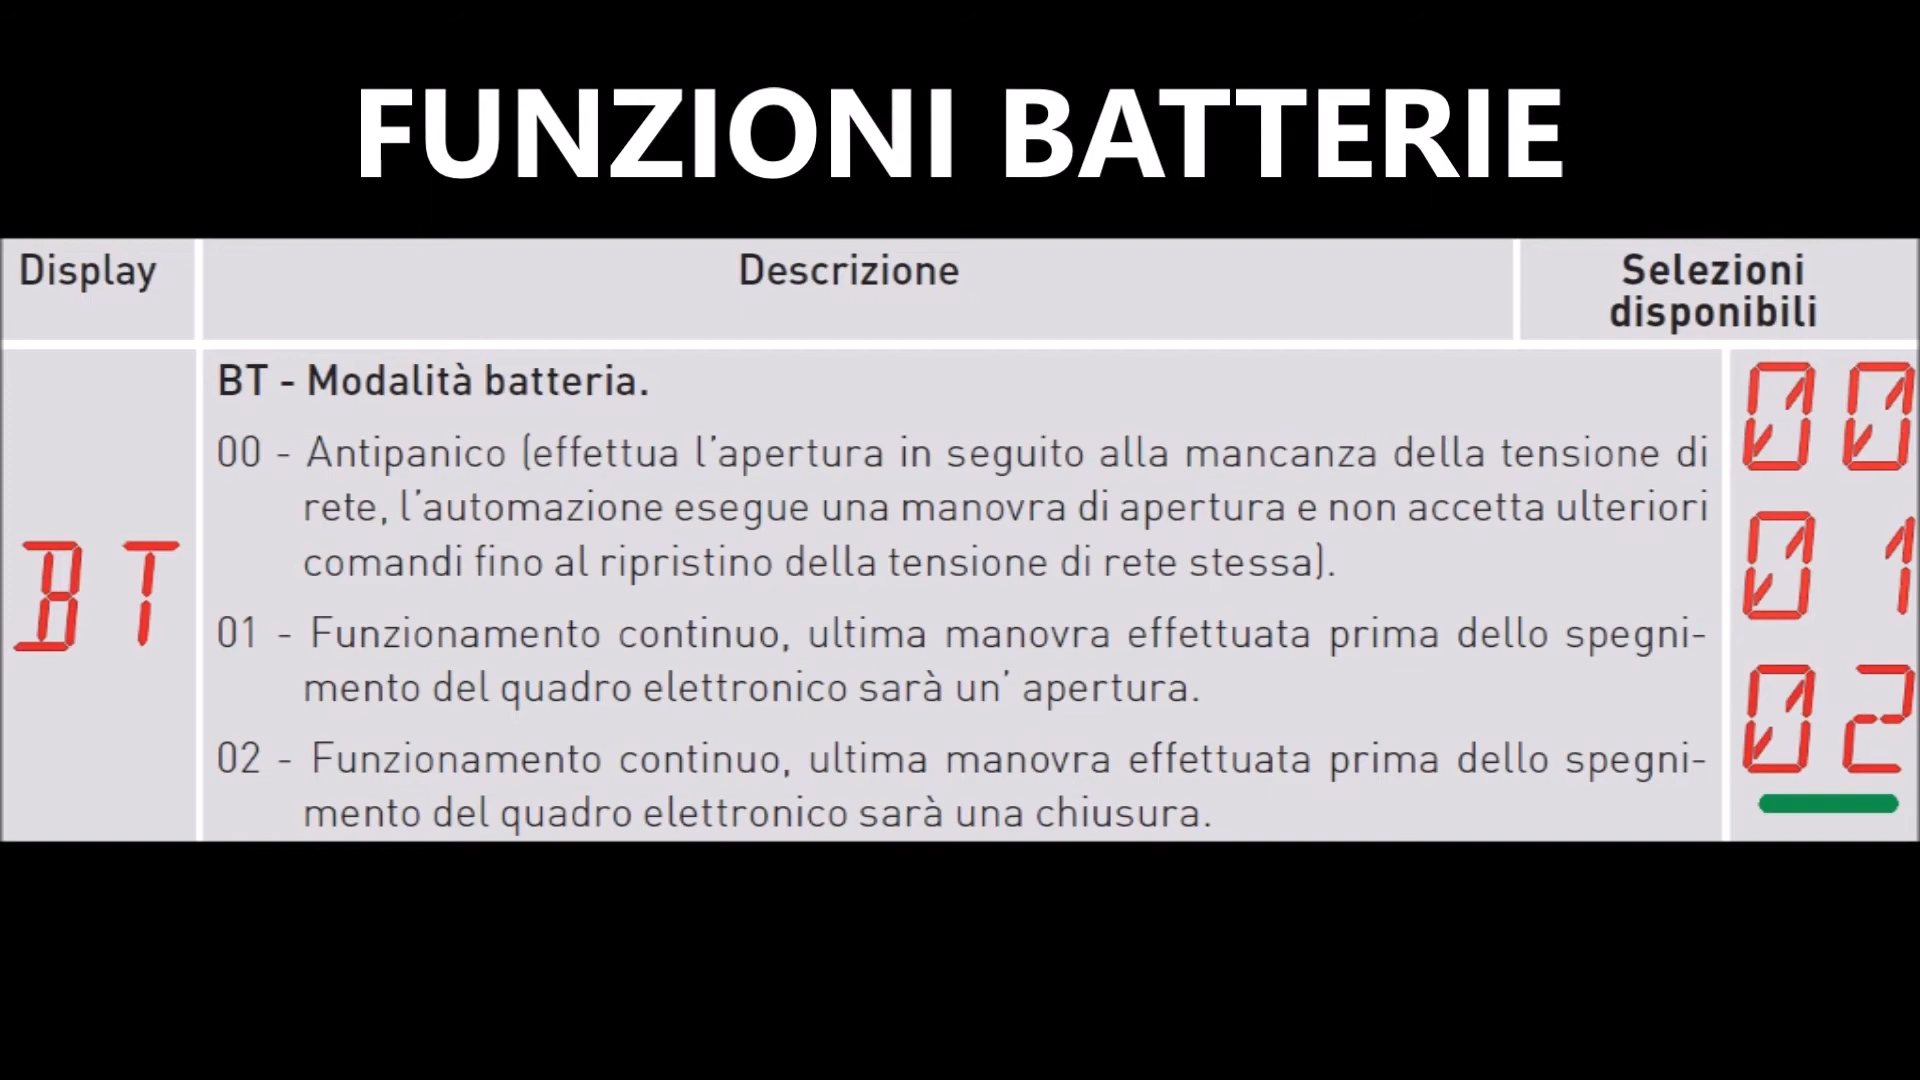 FUNZIONI BATTERIE
Display
Descrizione
Selezioni
disponibili
BT
BT - Modalità batteria.
00 - Antipanico (effettua l'apertura in seguito alla mancanza della tensione di
rete, l'automazione esegue una manovra di apertura e non accetta ulteriori
comandi fino al ripristino della tensione di rete stessa).
01 - Funzionamento continuo, ultima manovra effettuata prima dello spegni-
mento del quadro elettronico sarà un' apertura.
02 - Funzionamento continuo, ultima manovra effettuata prima dello spegni-
mento del quadro elettronico sarà una chiusura.
00
01
02